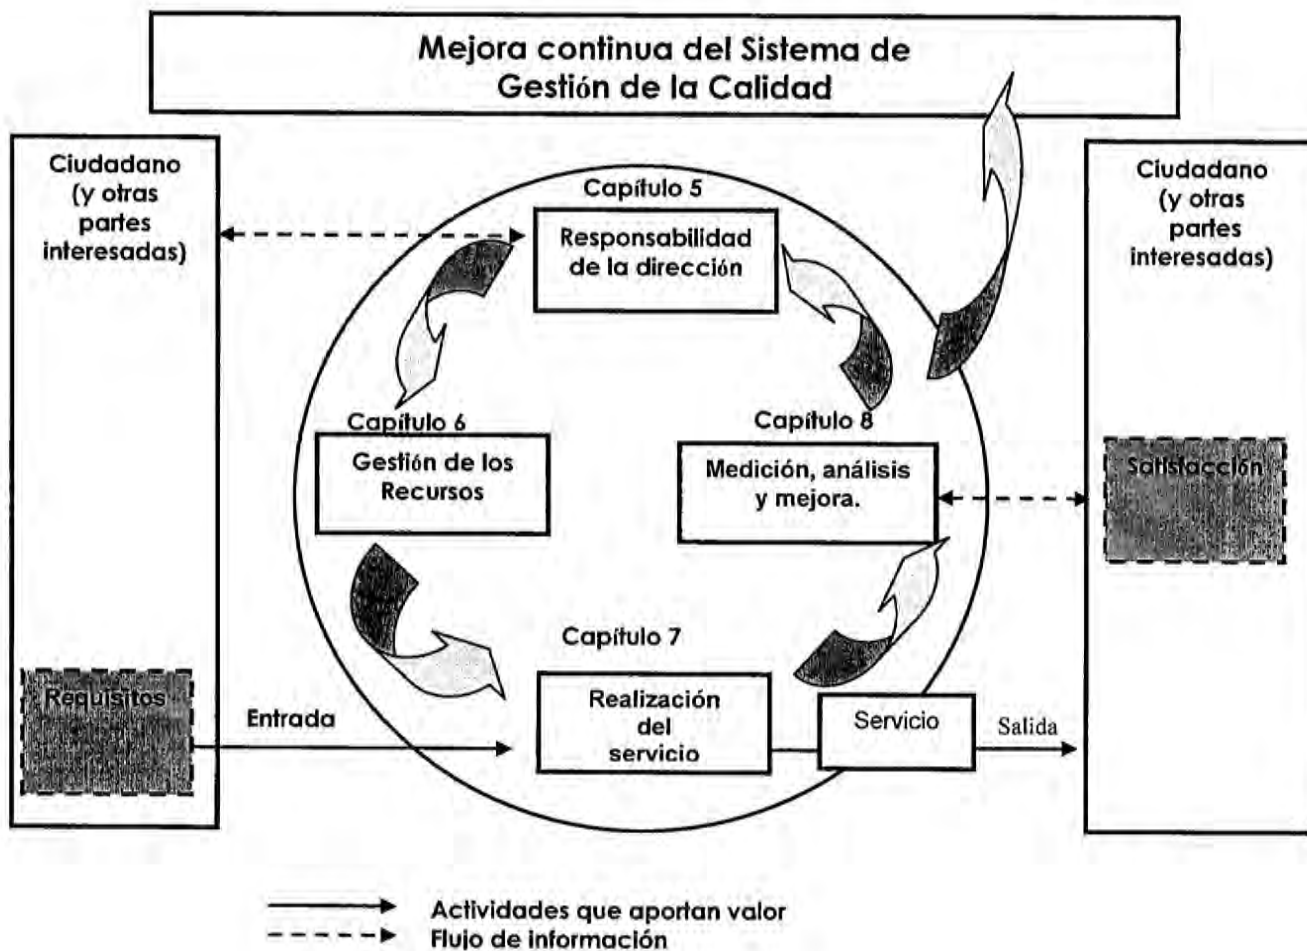 Mejora continua del Sistema de
Gestión de la Calidad
Ciudadano
(y otras
partes
interesadas)
Ciudadano
(y otras
partes
interesadas)
Capítulo 5
Responsabilidad
de la dirección
Capítulo 6
Gestión de los
Recursos
Capítulo 8
Medición, análisis
y mejora.
Satisfacción
Capítulo 7
Realización
del
servicio
Requisitos
Entrada
Servicio
Salida
Actividades que aportan valor
Flujo de información